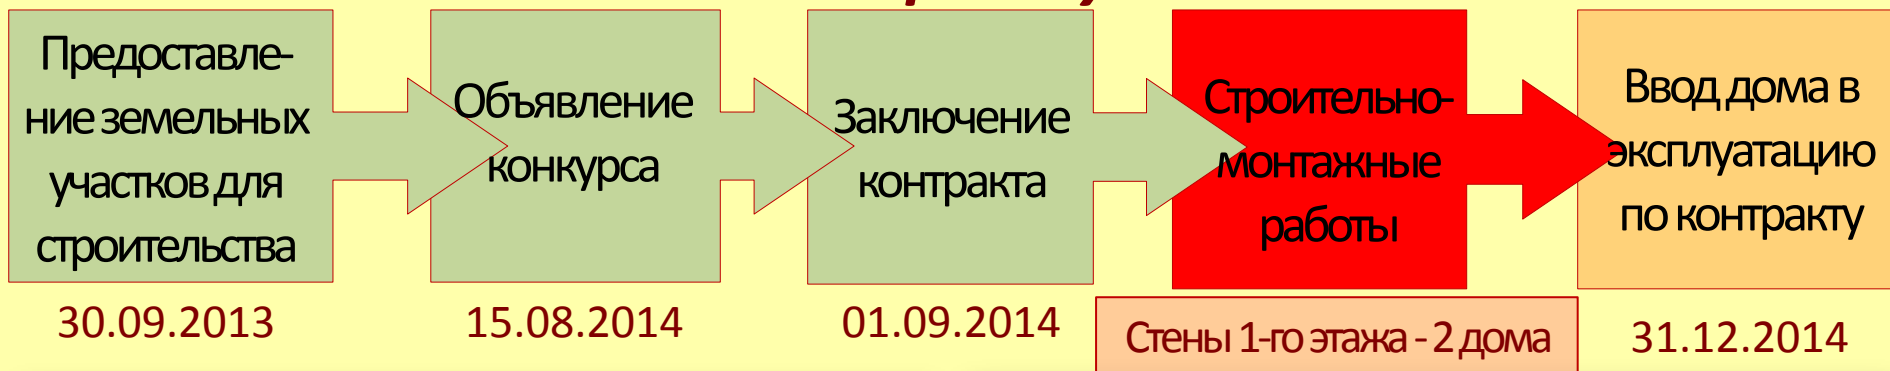 Предоставле-
ние земельных
участков для
строительства
30.09.2013
Объявление
конкурса
15.08.2014
Заключение
контракта
01.09.2014
Строительно-
монтажные
работы
Стены 1-го этажа - 2 дома
Ввод дома в
эксплуатацию
по контракту
31.12.2014